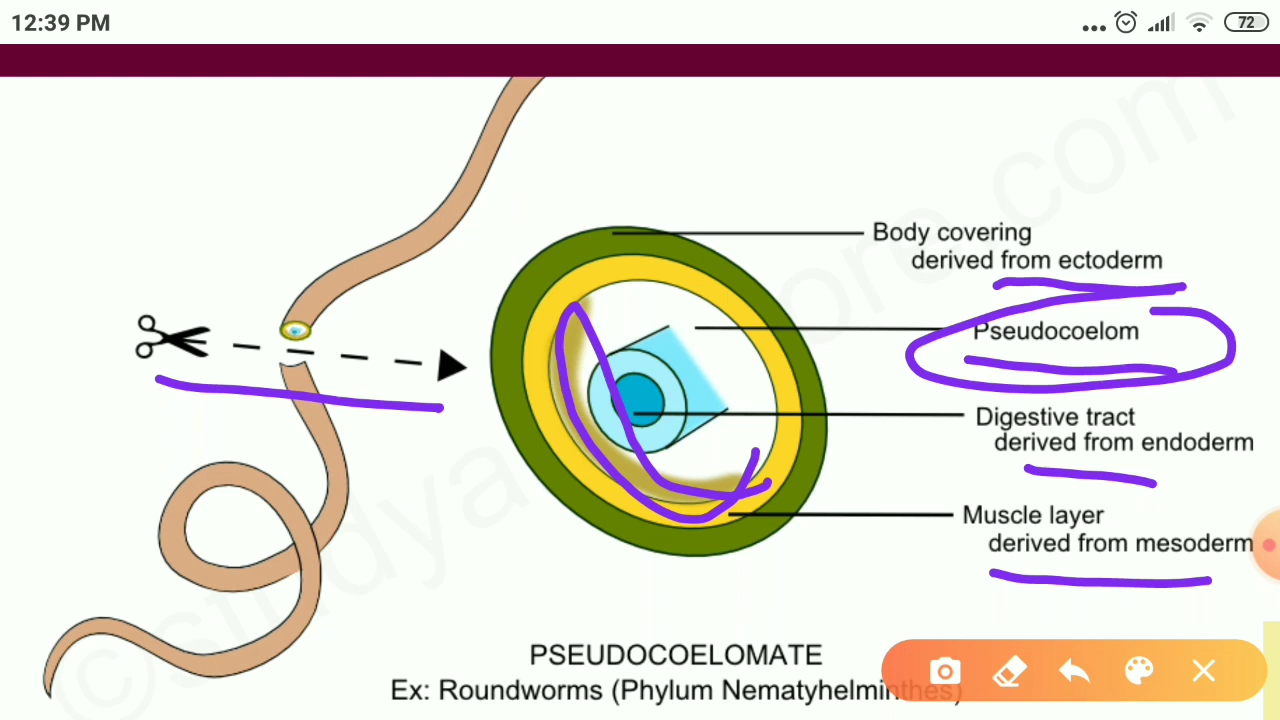 12:39 PM
72
Body covering
derived from ectoderm
Pseudocoelom
Digestive tract
derived from endoderm
Muscle layer
derived from mesoderm
PSEUDOCOELOMATE
Ex: Roundworms (Phylum Nematyhelminthes)